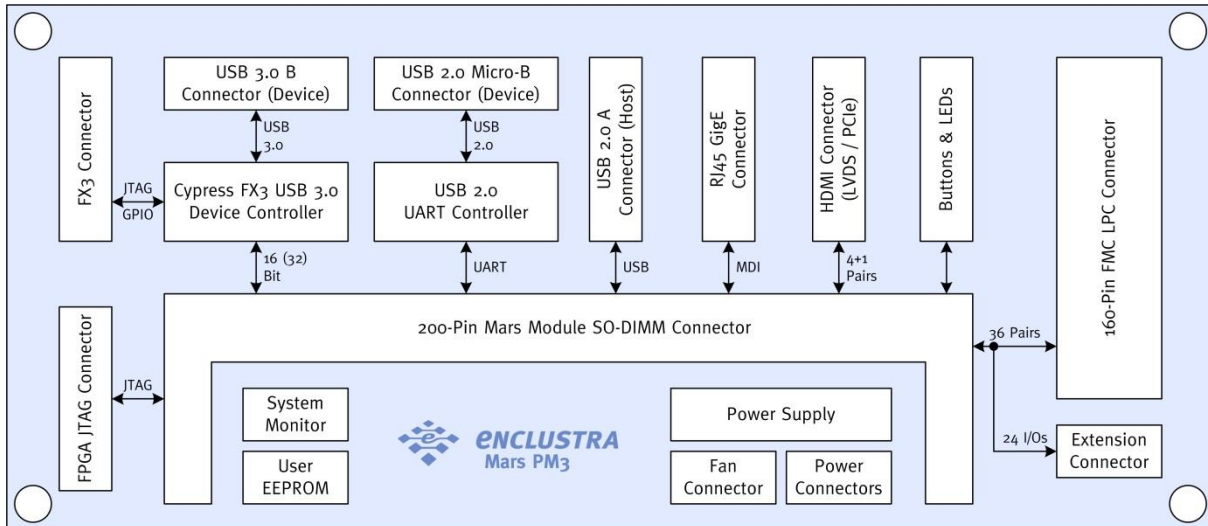 FX3 Connector
USB 3.0 B
Connector (Device)
USB
3.0
JTAG
GPIO
Cypress FX3 USB 3.0
Device Controller
16 (32)
Bit
USB 2.0 Micro-B
Connector (Device)
USB
2.0
USB 2.0
UART Controller
UART
USB 2.0 A
Connector (Host)
USB
RJ45 GigE
Connector
MDI
HDMI Connector
(LVDS / PCIe)
4+1
Pairs
Buttons & LEDs
160-Pin FMC LPC Connector
200-Pin Mars Module SO-DIMM Connector
36 Pairs
FPGA JTAG Connector
JTAG
System
Monitor
User
EEPROM
ENCLUSTRA
Mars PM3
Power Supply
Fan
Connector
Power
Connectors
24 I/Os
Extension
Connector